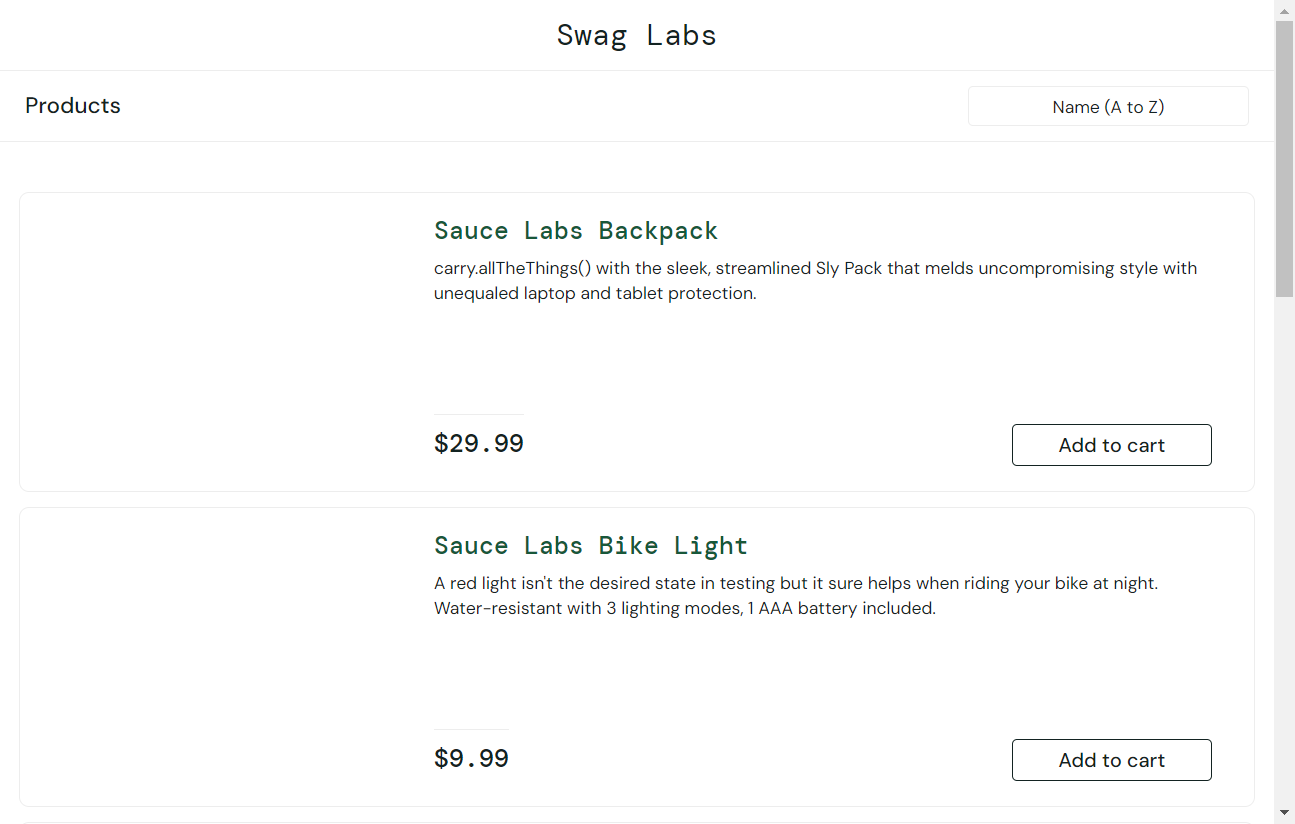 Swag Labs
Products
Name (A to Z)
Sauce Labs Backpack
carry.allTheThings() with the sleek, streamlined Sly Pack that melds uncompromising style with
unequaled laptop and tablet protection.
$29.99
Add to cart
Sauce Labs Bike Light
A red light isn't the desired state in testing but it sure helps when riding your bike at night.
Water-resistant with 3 lighting modes, 1 AAA battery included.
$9.99
Add to cart